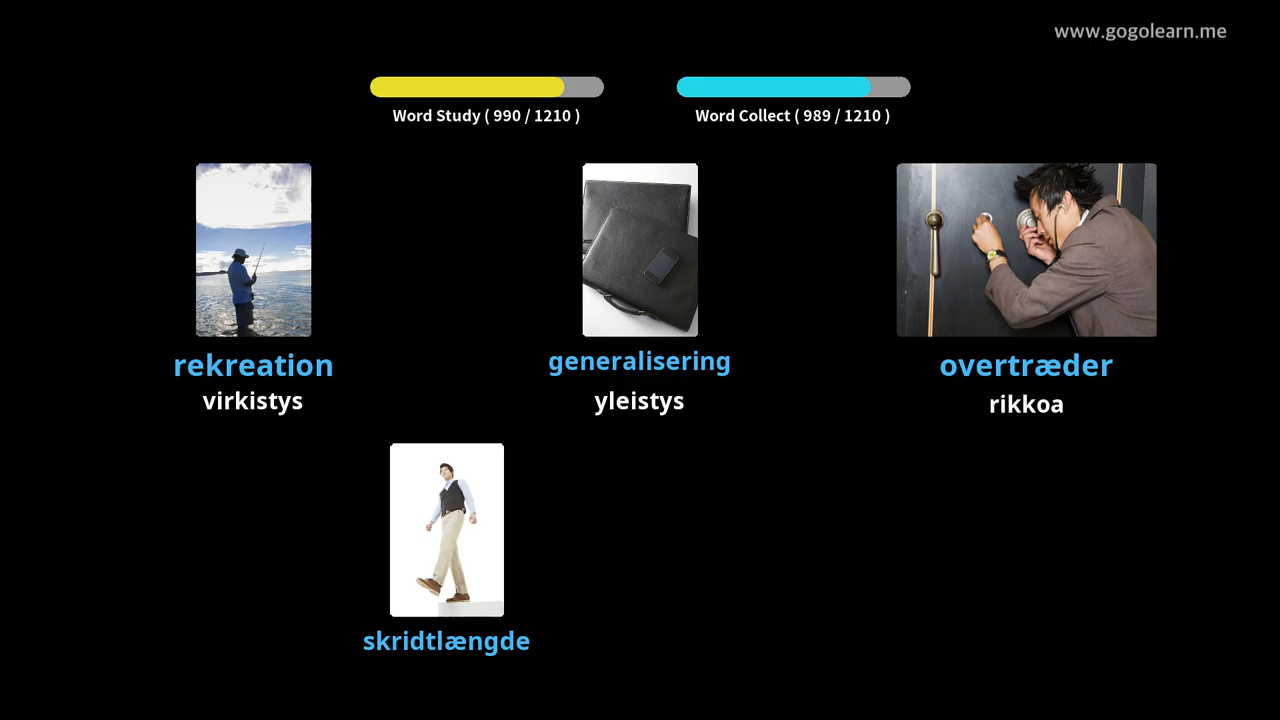 www.gogolearn.me
Word Study ( 990 / 1210 )
Word Collect ( 989 / 1210 )
rekreation
virkistys
generalisering
yleistys
overtræder
rikkoa
skridtlængde